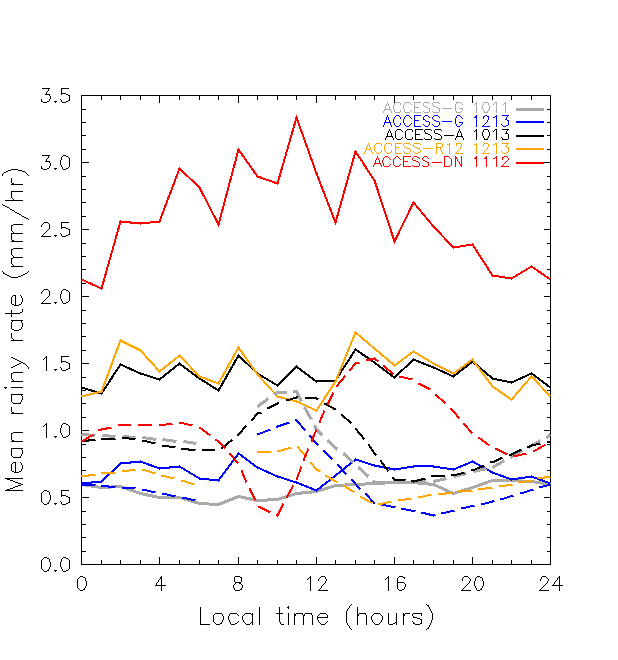 3.5
3.0
2.5
2.0
1.5
1.0
0.5
0.0
Mean rainy rate (mm/hr)
ACCESS-G 1011
ACCESS-G 1213
ACCESS-A 1013
ACCESS-R12 1213
ACCESS-DN 1112
0 4 8 12 16 20 24
Local time (hours)